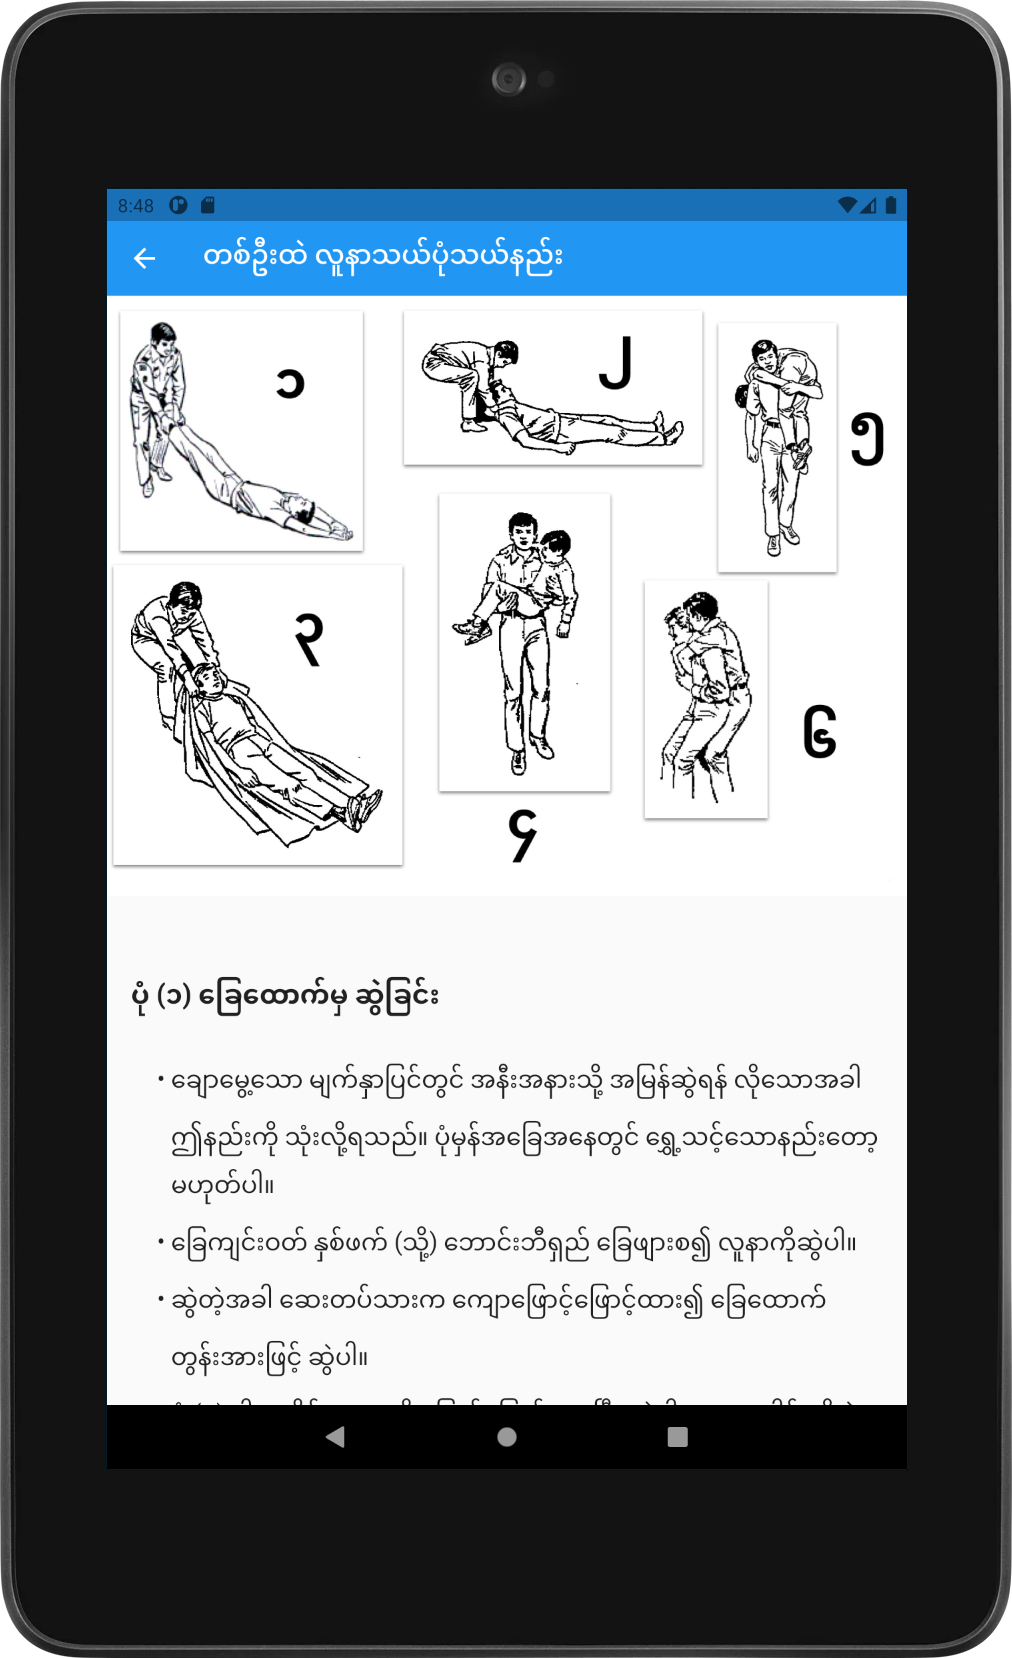 8:48
တစ်ဦးထဲ လူနာသယ်ပုံသယ်နည်း
၁
၂
၅
၃
၄
၆
ပုံ (၁) ခြေထောက်မှ ဆွဲခြင်း
• ချောမွေ့သော မျက်နှာပြင်တွင် အနီးအနားသို့ အမြန်ဆွဲရန် လိုသောအခါ
ဤနည်းကို သုံးလို့ရသည်။ ပုံမှန်အခြေအနေတွင် ရွှေ့သင့်သောနည်းတော့
မဟုတ်ပါ။
• ခြေကျင်းဝတ် နှစ်ဖက် (သို့) ဘောင်းဘီရှည် ခြေဖျားစ၍ လူနာကိုဆွဲပါ။
• ဆွဲတဲ့အခါ ဆေးတပ်သားက ကျောဖြောင့်ဖြောင့်ထား၍ ခြေထောက်
တွန်းအားဖြင့် ဆွဲပါ။